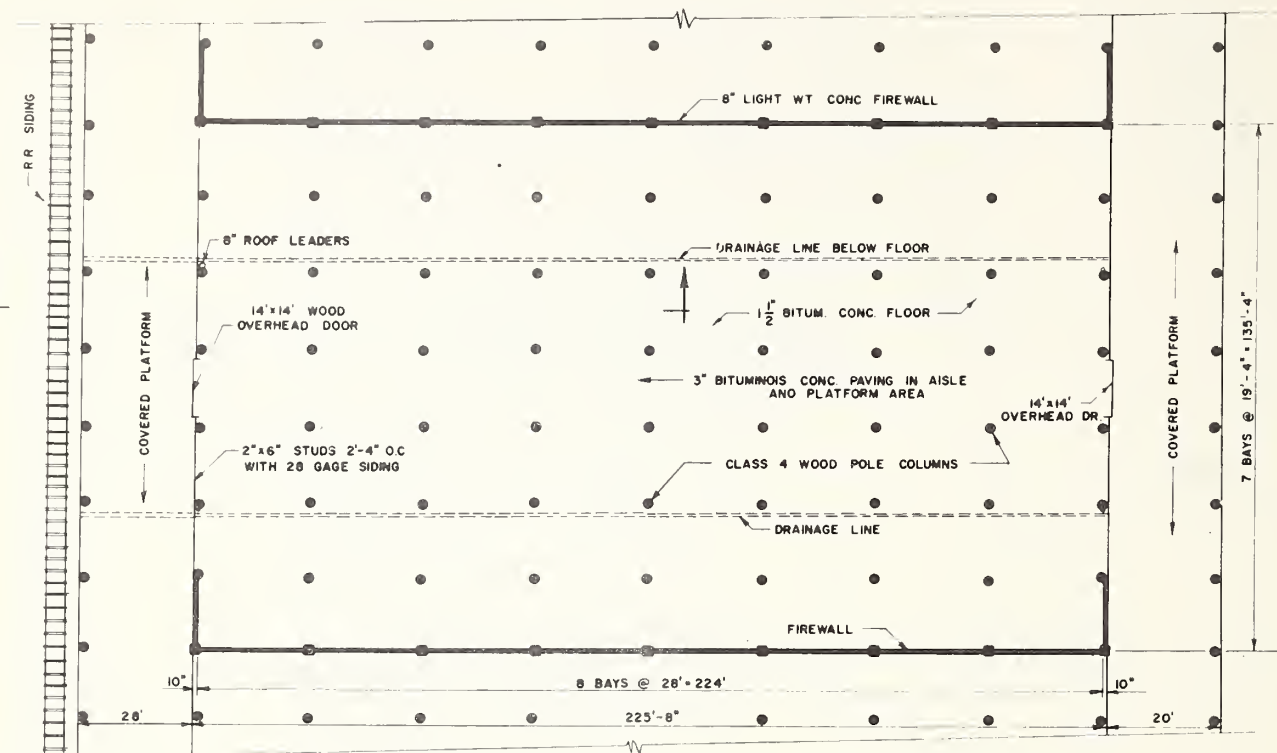 R R SIDING
8" LIGHT WT CONC FIREWALL
8" ROOF LEADERS
DRAINAGE LINE BELOW FLOOR
14'x14' WOOD
OVERHEAD DOOR
1 1/2" BITUM. CONC. FLOOR
COVERED PLATFORM
3" BITUMINOIS CONC. PAVING IN AISLE
AND PLATFORM AREA
14'x14'
OVERHEAD DR.
COVERED PLATFORM
7 BAYS @ 19'-4" = 135'-4"
2"x6" STUDS 2'-4" O.C
WITH 28 GAGE SIDING
CLASS 4 WOOD POLE COLUMNS
DRAINAGE LINE
FIREWALL
10"
8 BAYS @ 28' = 224'
10"
28'
225'-8"
20'